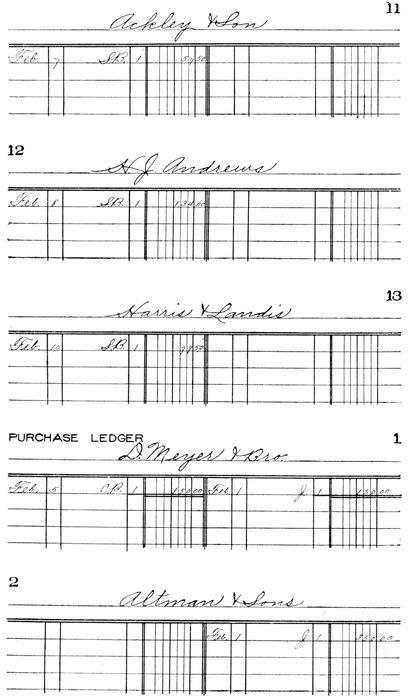 11
Ackley & Son
Feb. 7 S.B. 1 57 50
12
H. J. Andrews
Feb. 8 S.B. 1 134 00
13
Harris & Landis
Feb. 10 S.B. 1 77 50
PURCHASE LEDGER 1
D. Meyer & Bro.
Feb. 5 C.B. 1 150 00 Feb. 1 J 1 150 00
2
Altman & Sons
Feb. 1 J 1 350 00